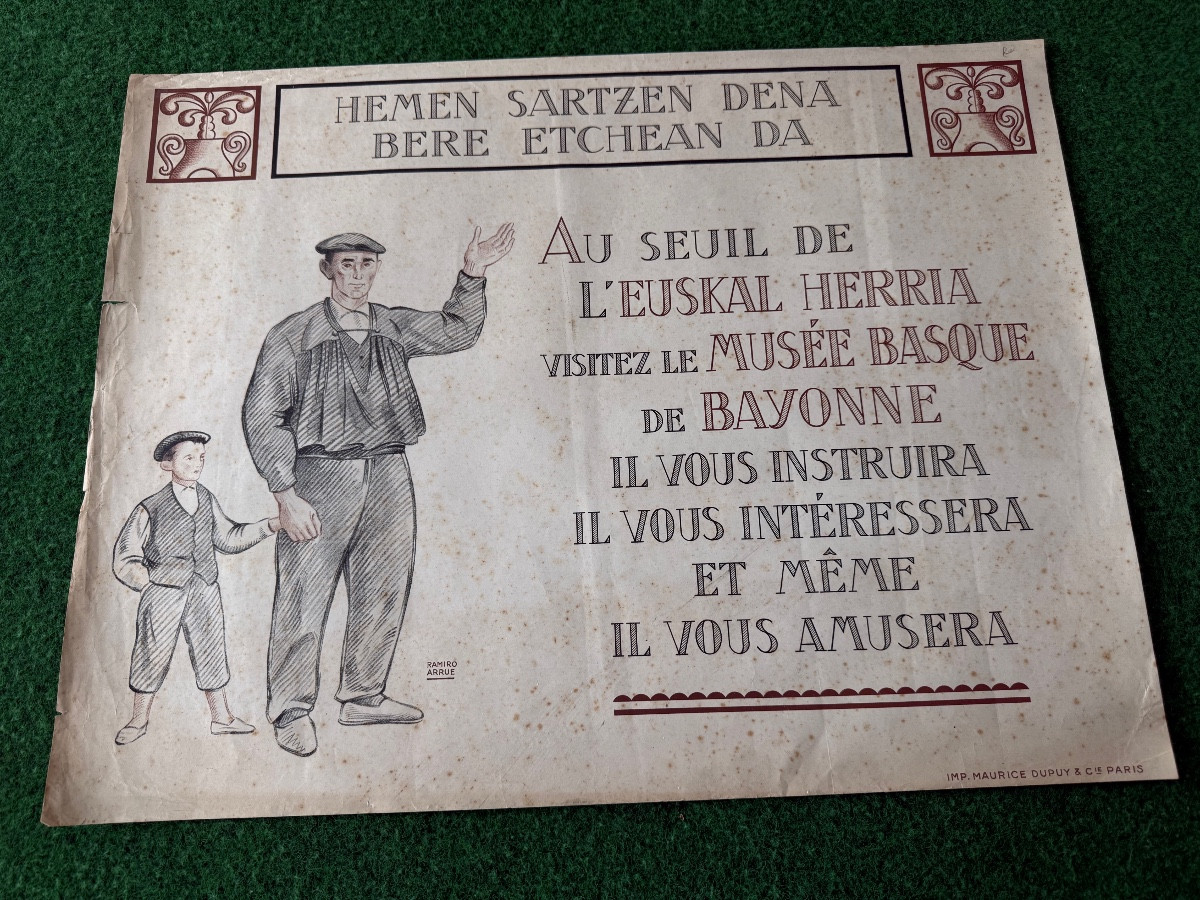 HEMEN SARTZEN DENA
BERE ETCHEAN DA
AU SEUIL DE
L'EUSKAL HERRIA
VISITEZ LE MUSÉE BASQUE
DE BAYONNE
IL VOUS INSTRUIRA
IL VOUS INTÉRESSERA
ET MÊME
IL VOUS AMUSERA
RAMIRO
ARRUE
IMP. MAURICE DUPUY & CIE PARIS